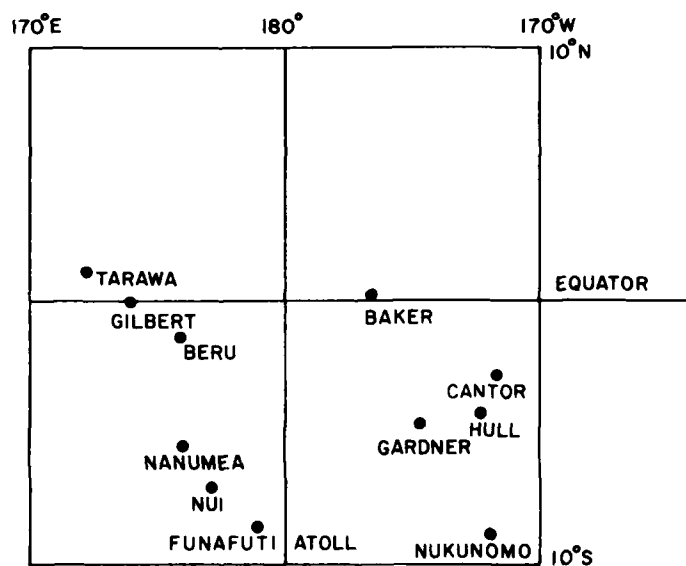 170°E 180° 170°W
10°N
TARAWA
EQUATOR
GILBERT
BAKER
BERU
CANTOR
HULL
GARDNER
NANUMEA
NUI
FUNAFUTI ATOLL
NUKUNOMO
10°S